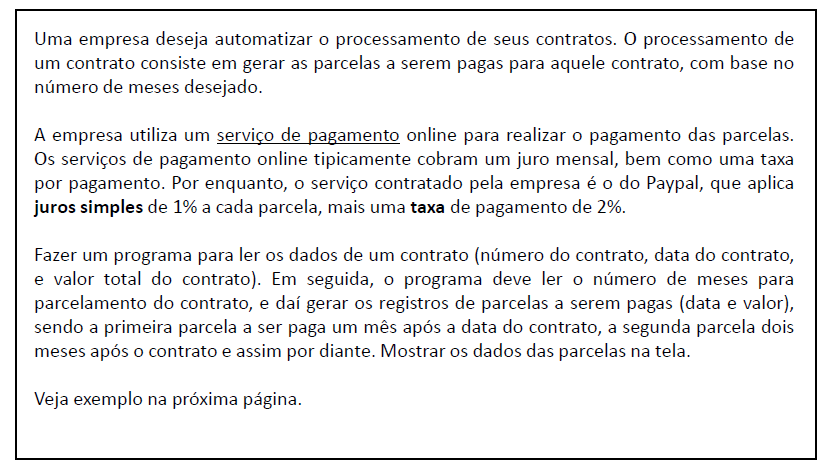 Uma empresa deseja automatizar o processamento de seus contratos. O processamento de
um contrato consiste em gerar as parcelas a serem pagas para aquele contrato, com base no
número de meses desejado.
A empresa utiliza um serviço de pagamento online para realizar o pagamento das parcelas.
Os serviços de pagamento online tipicamente cobram um juro mensal, bem como uma taxa
por pagamento. Por enquanto, o serviço contratado pela empresa é o do Paypal, que aplica
juros simples de 1% a cada parcela, mais uma taxa de pagamento de 2%.
Fazer um programa para ler os dados de um contrato (número do contrato, data do contrato,
e valor total do contrato). Em seguida, o programa deve ler o número de meses para
parcelamento do contrato, e daí gerar os registros de parcelas a serem pagas (data e valor),
sendo a primeira parcela a ser paga um mês após a data do contrato, a segunda parcela dois
meses após o contrato e assim por diante. Mostrar os dados das parcelas na tela.
Veja exemplo na próxima página.